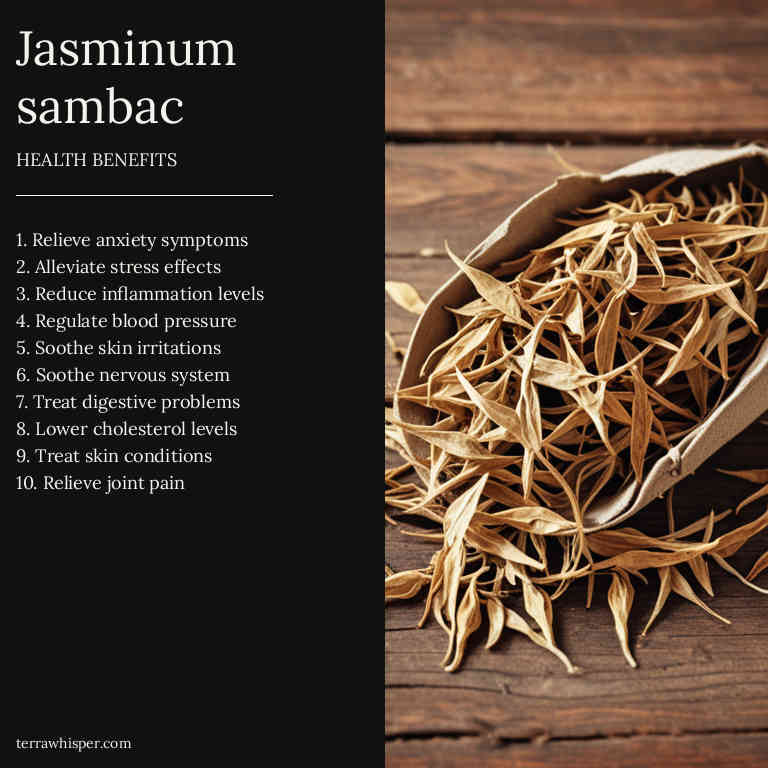 Jasminum
sambac
HEALTH BENEFITS
1. Relieve anxiety symptoms
2. Alleviate stress effects
3. Reduce inflammation levels
4. Regulate blood pressure
5. Soothe skin irritations
6. Soothe nervous system
7. Treat digestive problems
8. Lower cholesterol levels
9. Treat skin conditions
10. Relieve joint pain
terrawhisper.com